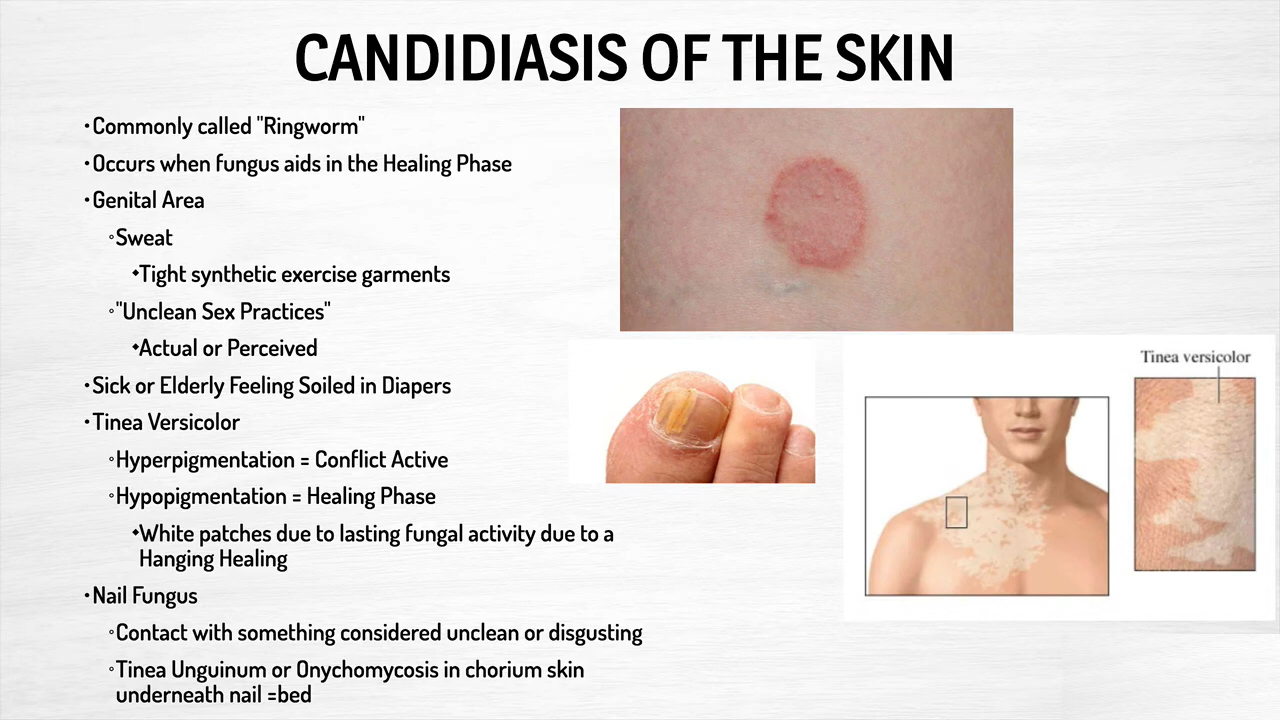 CANDIDIASIS OF THE SKIN
•Commonly called "Ringworm"
•Occurs when fungus aids in the Healing Phase
•Genital Area
◦Sweat
◆Tight synthetic exercise garments
◦"Unclean Sex Practices"
◆Actual or Perceived
•Sick or Elderly Feeling Soiled in Diapers
•Tinea Versicolor
◦Hyperpigmentation = Conflict Active
◦Hypopigmentation = Healing Phase
◆White patches due to lasting fungal activity due to a
Hanging Healing
•Nail Fungus
◦Contact with something considered unclean or disgusting
◦Tinea Unguinum or Onychomycosis in chorium skin
underneath nail =bed
Tinea versicolor